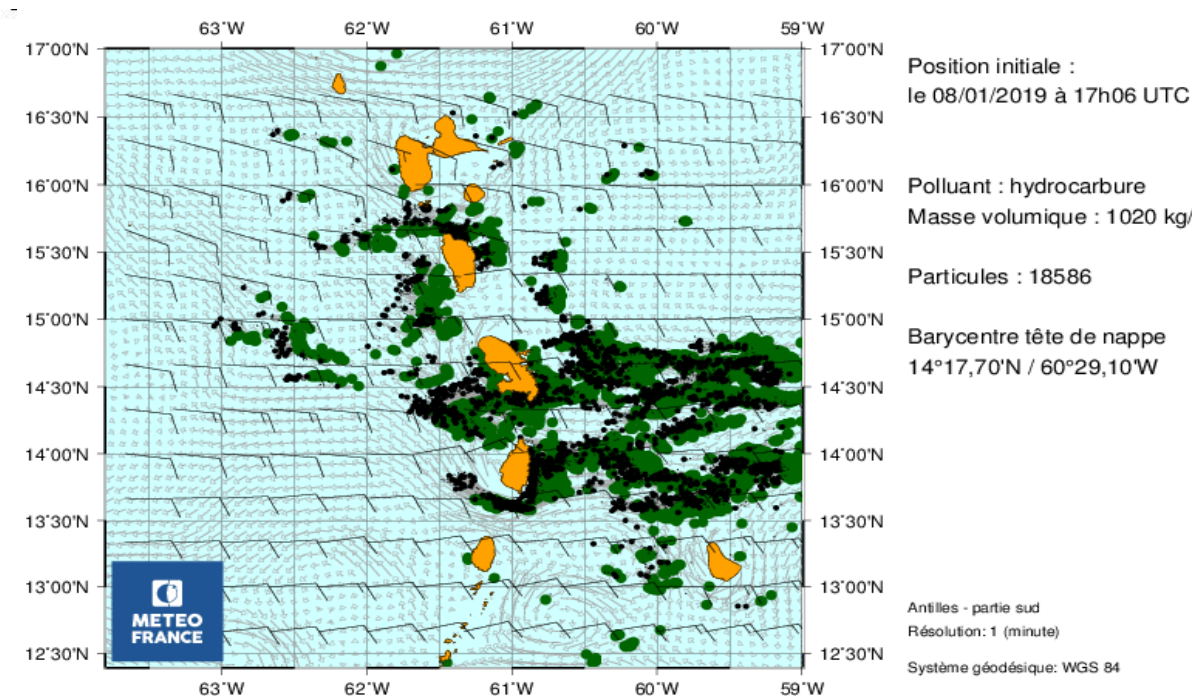 63°W 62°W 61°W 60°W 59°W
17°00'N 17°00'N
16°30'N 16°30'N
16°00'N 16°00'N
15°30'N 15°30'N
15°00'N 15°00'N
14°30'N 14°30'N
14°00'N 14°00'N
13°30'N 13°30'N
13°00'N 13°00'N
12°30'N 12°30'N
63°W 62°W 61°W 60°W 59°W
METEO
FRANCE
Position initiale :
le 08/01/2019 à 17h06 UTC
Polluant : hydrocarbure
Masse volumique : 1020 kg/
Particules : 18586
Barycentre tête de nappe
14°17,70'N / 60°29,10'W
Antilles - partie sud
Résolution: 1 (minute)
Système géodésique: WGS 84